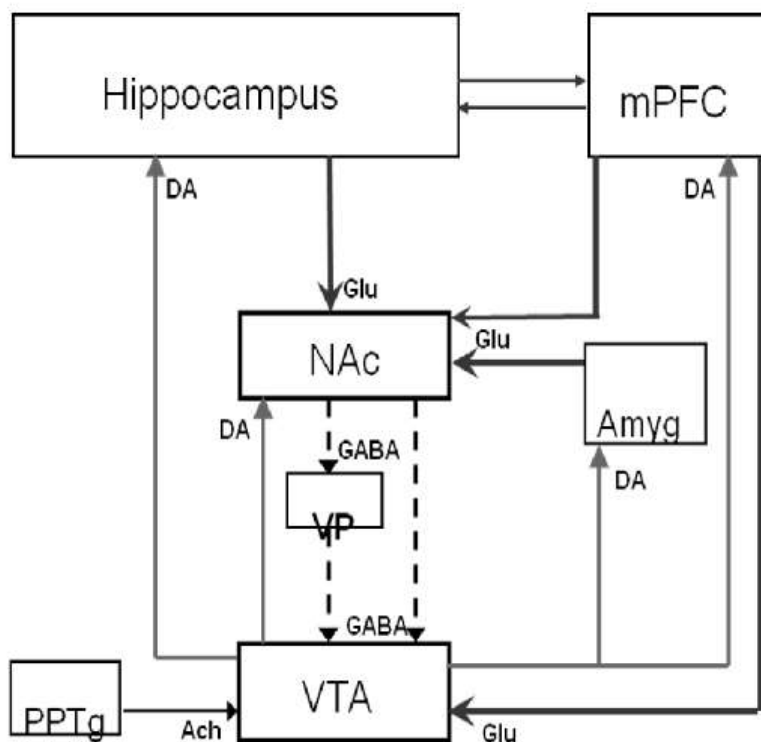 Hippocampus
mPFC
DA
DA
Glu
Glu
NAc
Amyg
DA
GABA
DA
VP
GABA
VTA
PPTg
Ach
Glu